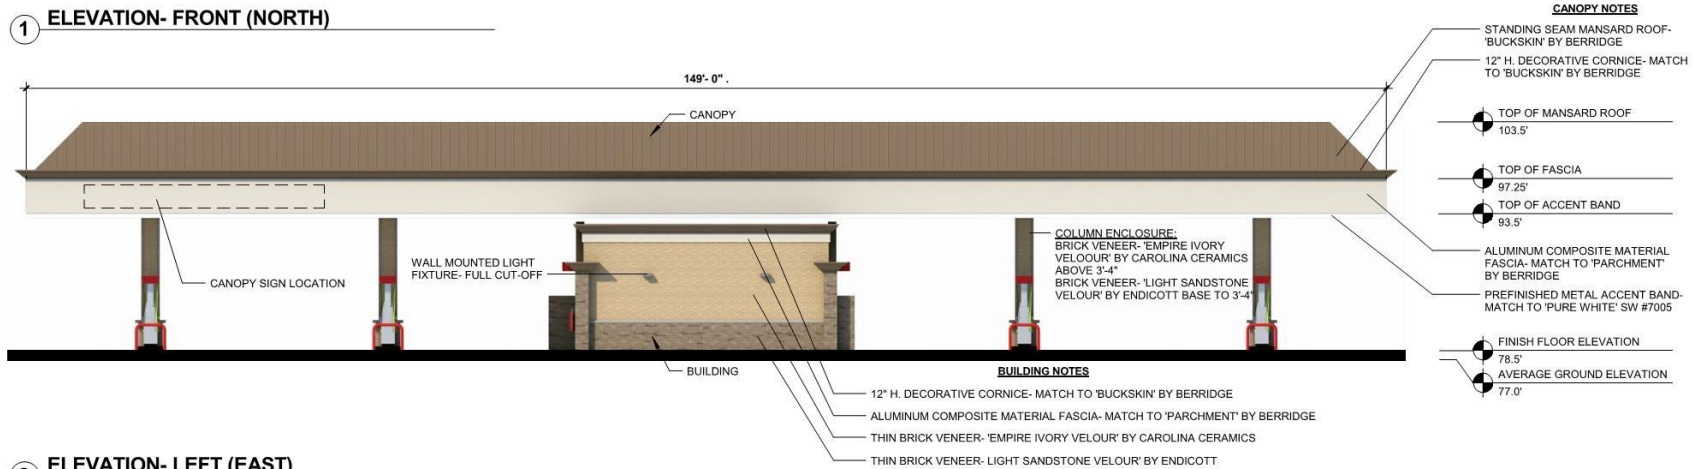 1
ELEVATION- FRONT (NORTH)
149'- 0" .
CANOPY
CANOPY SIGN LOCATION
WALL MOUNTED LIGHT
FIXTURE- FULL CUT-OFF
COLUMN ENCLOSURE:
BRICK VENEER- 'EMPIRE IVORY
VELOOUR' BY CAROLINA CERAMICS
ABOVE 3'-4"
BRICK VENEER- 'LIGHT SANDSTONE
VELOUR' BY ENDICOTT BASE TO 3'-4"
BUILDING
BUILDING NOTES
12" H. DECORATIVE CORNICE- MATCH TO 'BUCKSKIN' BY BERRIDGE
ALUMINUM COMPOSITE MATERIAL FASCIA- MATCH TO 'PARCHMENT' BY BERRIDGE
THIN BRICK VENEER- 'EMPIRE IVORY VELOUR' BY CAROLINA CERAMICS
THIN BRICK VENEER- LIGHT SANDSTONE VELOUR' BY ENDICOTT
CANOPY NOTES
STANDING SEAM MANSARD ROOF-
'BUCKSKIN' BY BERRIDGE
12" H. DECORATIVE CORNICE- MATCH
TO 'BUCKSKIN' BY BERRIDGE
TOP OF MANSARD ROOF
103.5'
TOP OF FASCIA
97.25'
TOP OF ACCENT BAND
93.5'
ALUMINUM COMPOSITE MATERIAL
FASCIA- MATCH TO 'PARCHMENT'
BY BERRIDGE
PREFINISHED METAL ACCENT BAND-
MATCH TO 'PURE WHITE' SW #7005
FINISH FLOOR ELEVATION
78.5'
AVERAGE GROUND ELEVATION
77.0'
ELEVATION- LEFT (EAST)